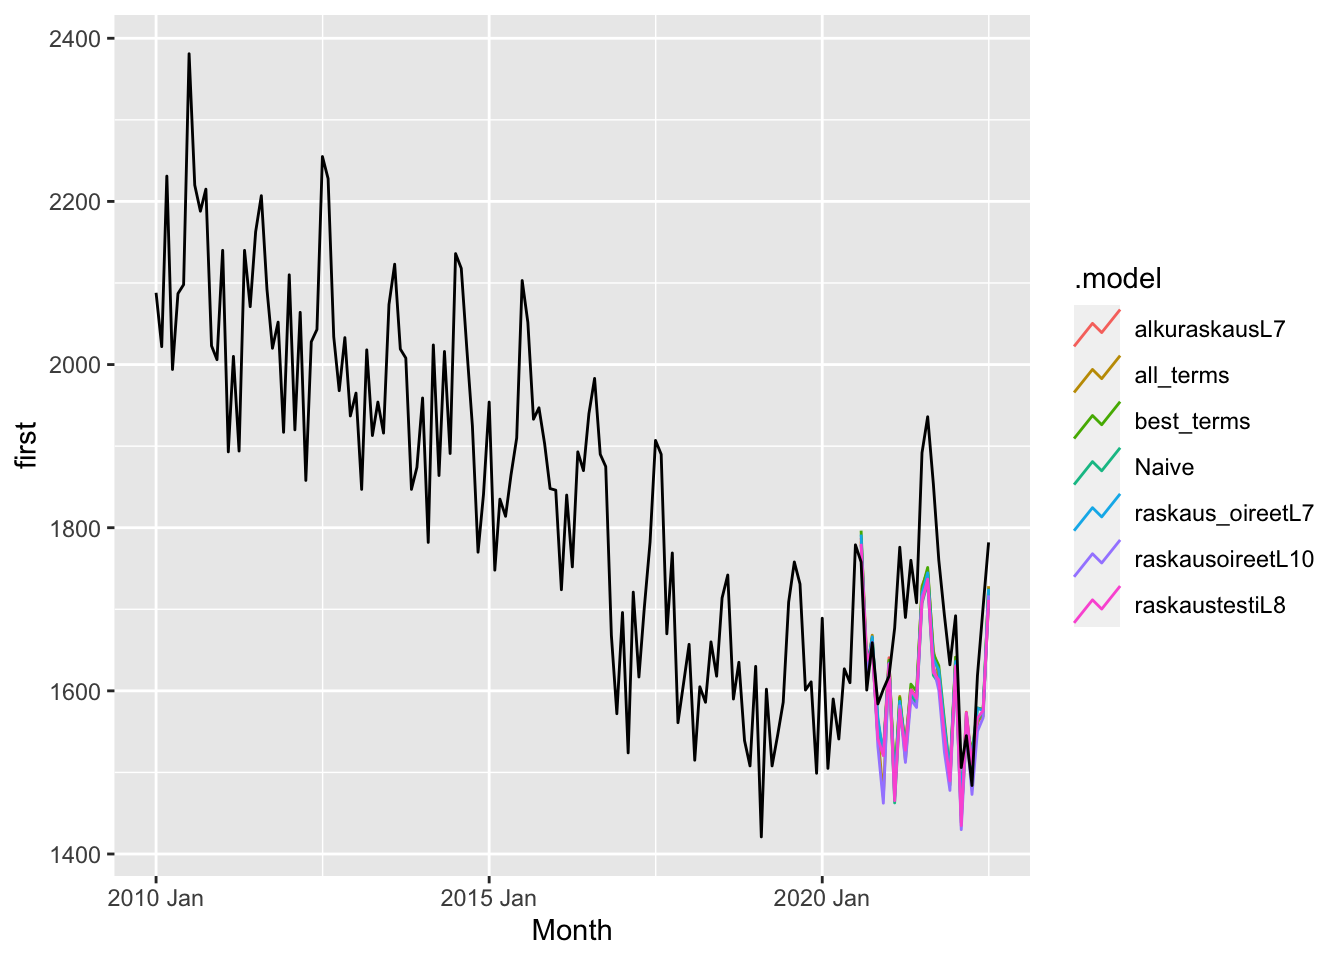 2400
2200
2000
1800
1600
1400
first
2010 Jan
2015 Jan
2020 Jan
Month
.model
alkuraskausL7
all_terms
best_terms
Naive
raskaus_oireetL7
raskausoireetL10
raskaustestiL8